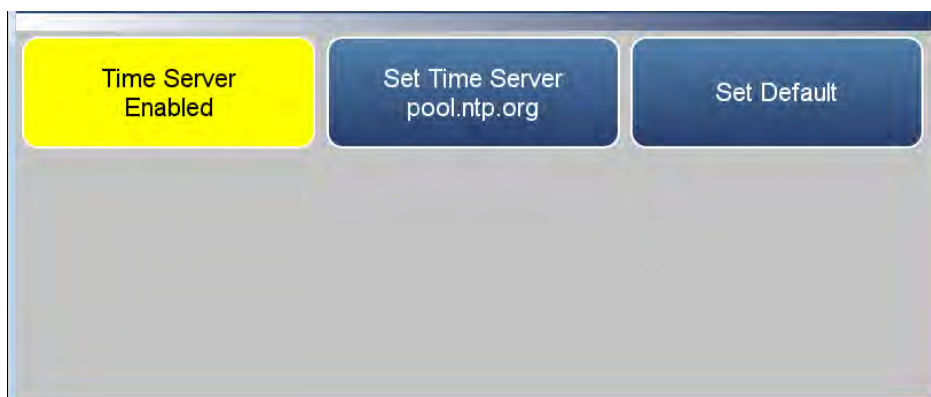 Time Server
Enabled
Set Time Server
pool.ntp.org
Set Default